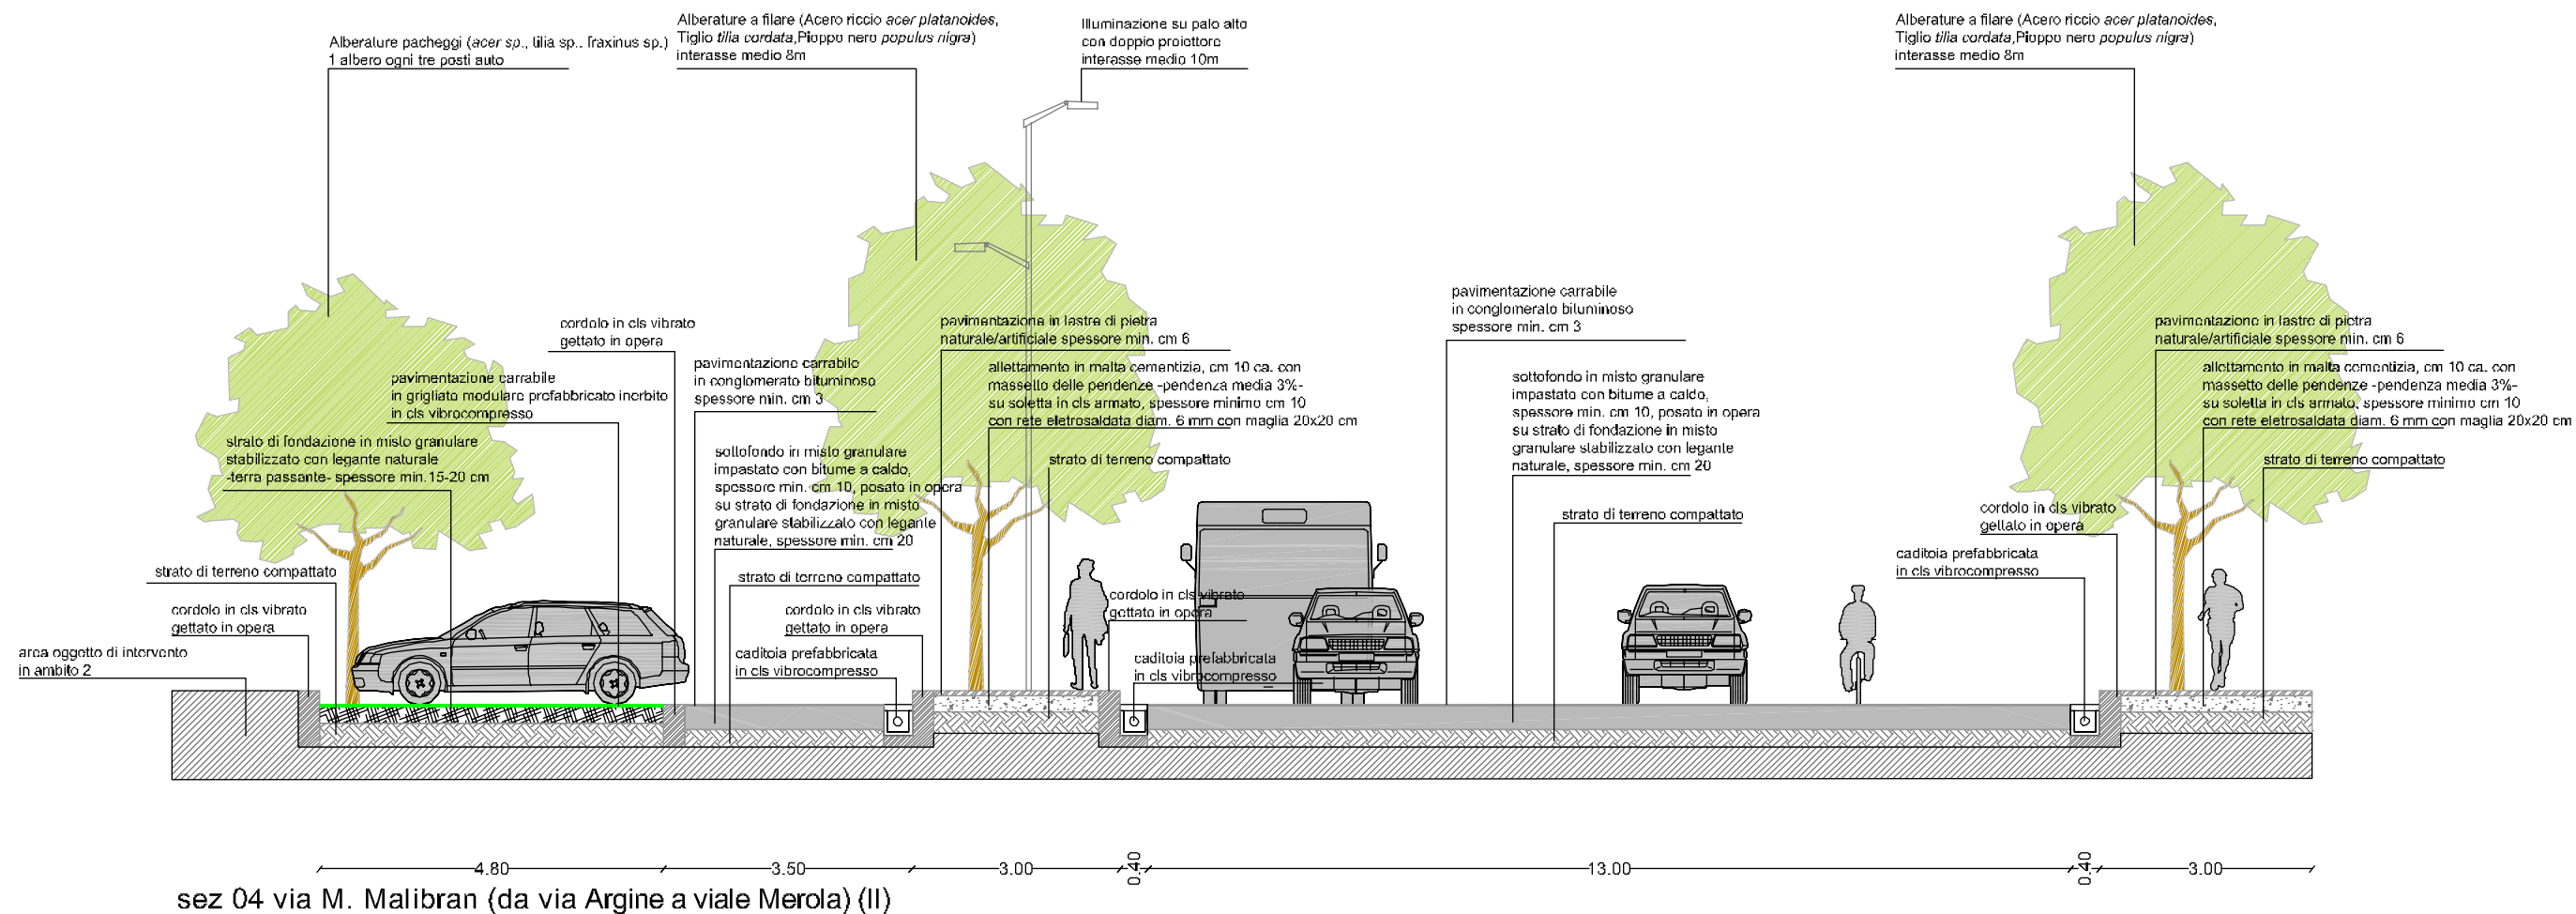 Alberature pacheggi (acer sp., tilia sp.. fraxinus sp.)
1 albero ogni tre posti auto
Alberature a filare (Acero riccio acer platanoides,
Tiglio tilia cordata,Pioppo nero populus nigra)
interasse medio 8m
Illuminazione su palo alto
con doppio proiettore
interasse medio 10m
Alberature a filare (Acero riccio acer platanoides,
Tiglio tilia cordata,Pioppo nero populus nigra)
interasse medio 8m
cordolo in cls vibrato
gettato in opera
pavimentazione carrabile
in grigliato modulare prefabbricato inerbito
in cls vibrocompresso
strato di fondazione in misto granulare
stabilizzato con legante naturale
-terra passante- spessore min.15-20 cm
strato di terreno compattato
cordolo in cls vibrato
gettato in opera
area oggetto di intervento
in ambito 2
pavimentazione carrabile
in conglomerato bituminoso
spessore min. cm 3
sottofondo in misto granulare
impastato con bitume a caldo,
spessore min. cm 10, posato in opera
su strato di fondazione in misto
granulare stabilizzato con legante
naturale, spessore min. cm 20
strato di terreno compattato
cordolo in cls vibrato
gettato in opera
caditoia prefabbricata
in cls vibrocompresso
pavimentazione in lastre di pietra
naturale/artificiale spessore min. cm 6
allettamento in malta cementizia, cm 10 ca. con
massetto delle pendenze -pendenza media 3%-
su soletta in cls armato, spessore minimo cm 10
con rete eletrosaldata diam. 6 mm con maglia 20x20 cm
strato di terreno compattato
cordolo in cls vibrato
gettato in opera
caditoia prefabbricata
in cls vibrocompresso
pavimentazione carrabile
in conglomerato bituminoso
spessore min. cm 3
sottofondo in misto granulare
impastato con bitume a caldo,
spessore min. cm 10, posato in opera
su strato di fondazione in misto
granulare stabilizzato con legante
naturale, spessore min. cm 20
strato di terreno compattato
pavimentazione in lastre di pietra
naturale/artificiale spessore min. cm 6
allettamento in malta cementizia, cm 10 ca. con
massetto delle pendenze -pendenza media 3%-
su soletta in cls armato, spessore minimo cm 10
con rete eletrosaldata diam. 6 mm con maglia 20x20 cm
strato di terreno compattato
cordolo in cls vibrato
gettato in opera
caditoia prefabbricata
in cls vibrocompresso
4.80
3.50
3.00
0.40
13.00
0.40
3.00
sez 04 via M. Malibran (da via Argine a viale Merola) (II)